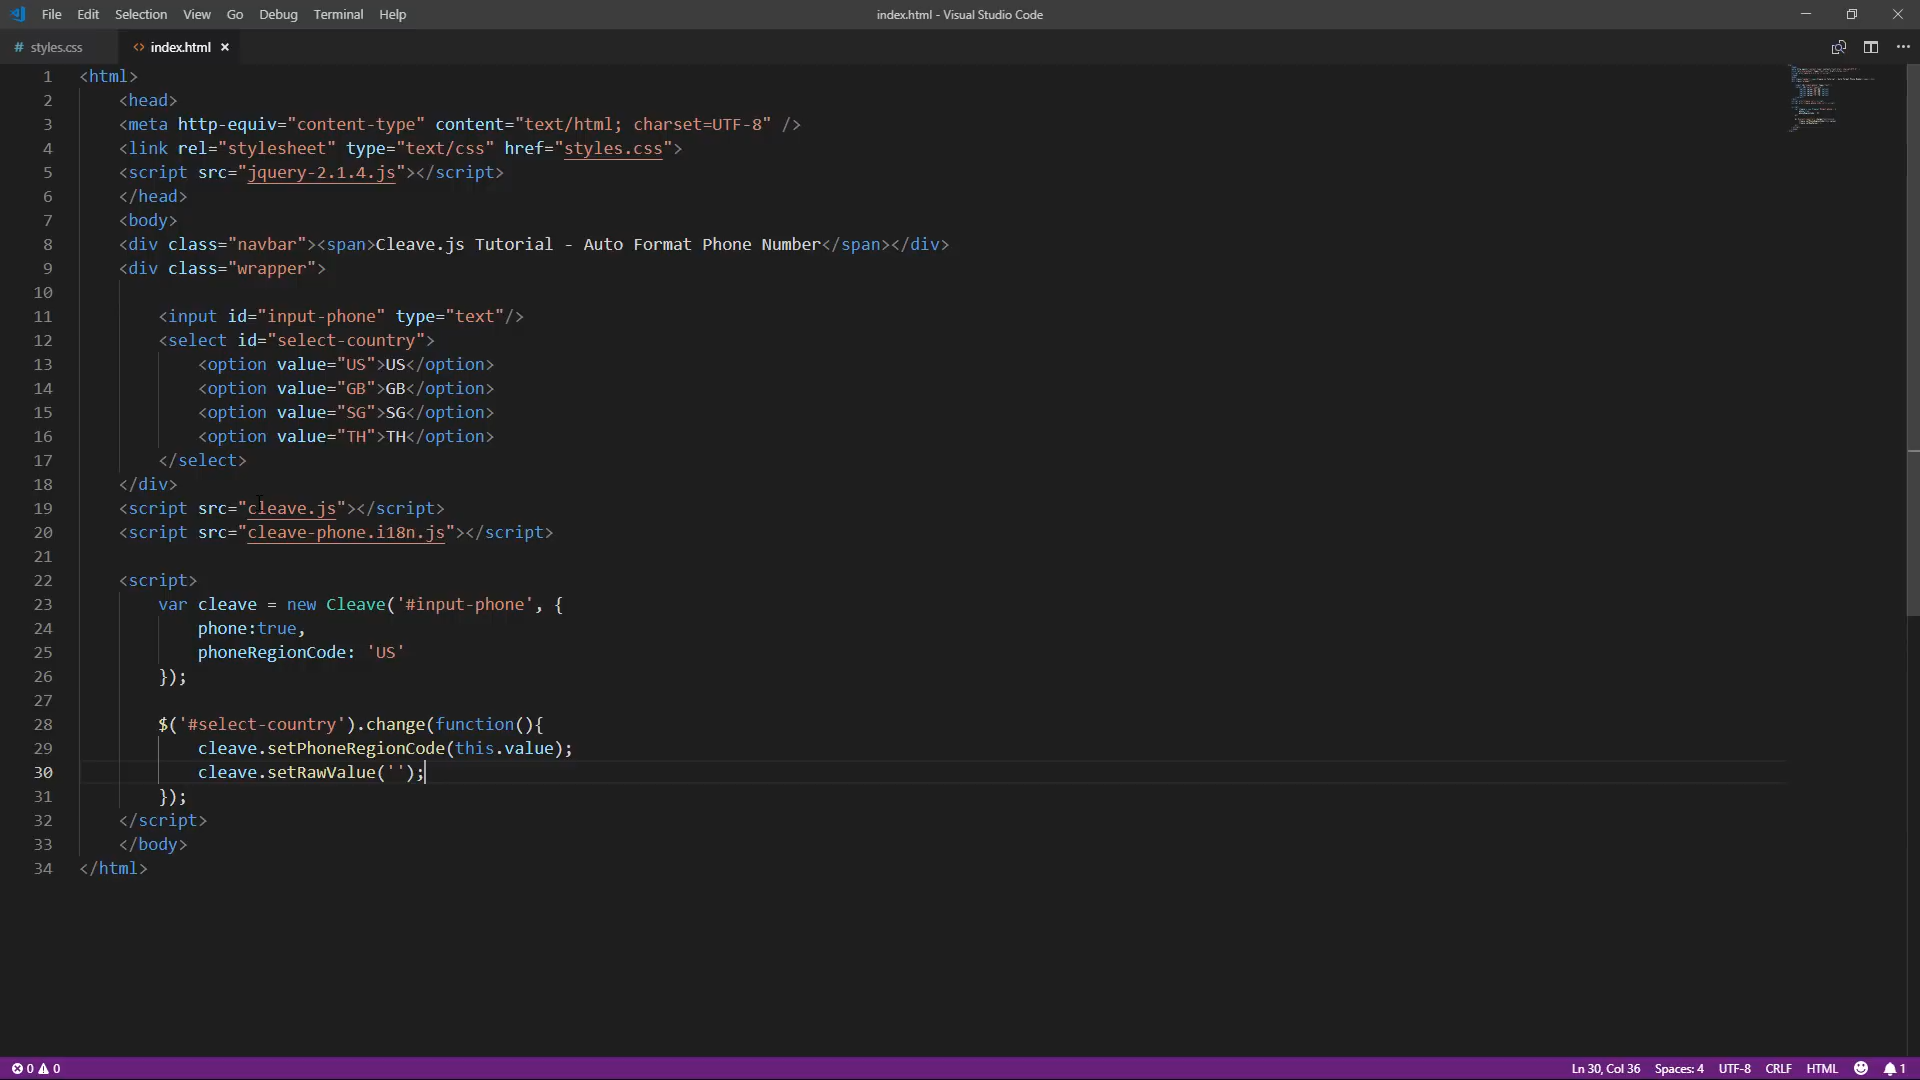 File Edit Selection View Go Debug Terminal Help
index.html - Visual Studio Code
# styles.css
<> index.html ×
1 <html>
2 <head>
3 <meta http-equiv="content-type" content="text/html; charset=UTF-8" />
4 <link rel="stylesheet" type="text/css" href="styles.css">
5 <script src="jquery-2.1.4.js"></script>
6 </head>
7 <body>
8 <div class="navbar"><span>Cleave.js Tutorial - Auto Format Phone Number</span></div>
9 <div class="wrapper">
10
11 <input id="input-phone" type="text"/>
12 <select id="select-country">
13 <option value="US">US</option>
14 <option value="GB">GB</option>
15 <option value="SG">SG</option>
16 <option value="TH">TH</option>
17 </select>
18 </div>
19 <script src="cleave.js"></script>
20 <script src="cleave-phone.i18n.js"></script>
21
22 <script>
23 var cleave = new Cleave('#input-phone', {
24 phone:true,
25 phoneRegionCode: 'US'
26 });
27
28 $('#select-country').change(function(){
29 cleave.setPhoneRegionCode(this.value);
30 cleave.setRawValue('');
31 });
32 </script>
33 </body>
34 </html>
0 0 Ln 30, Col 36 Spaces: 4 UTF-8 CRLF HTML 1